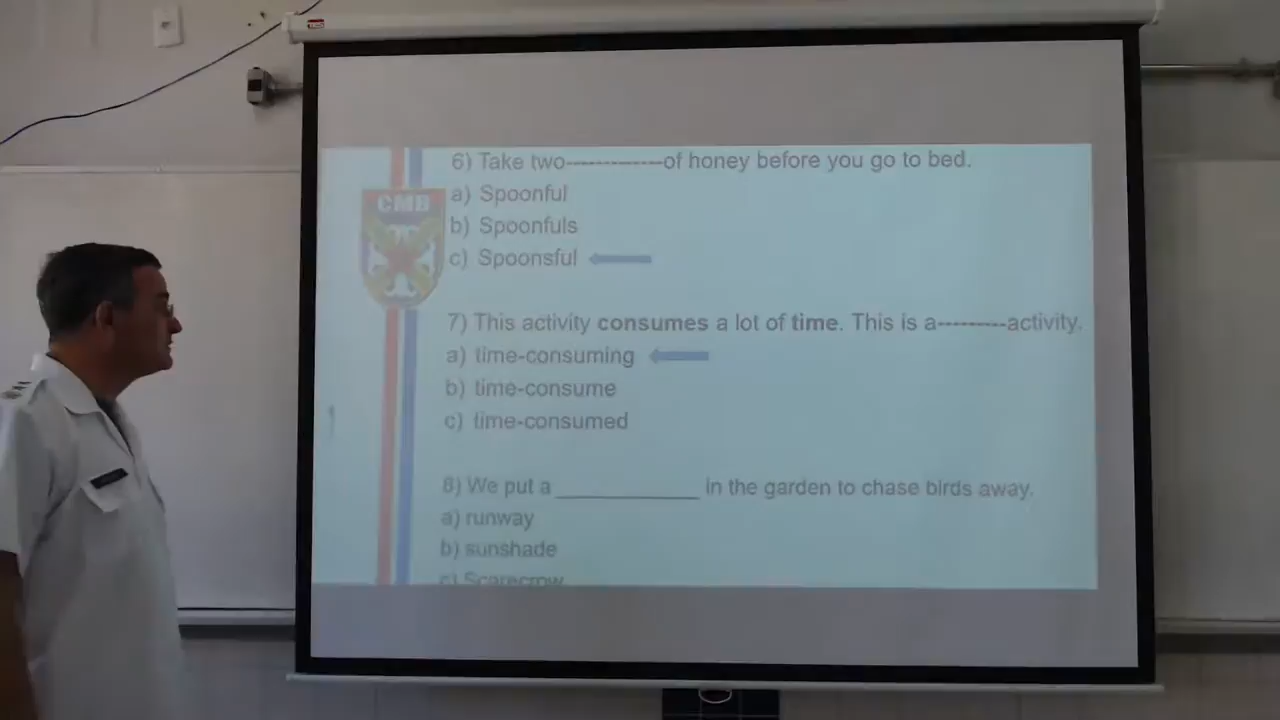 6) Take two-------------of honey before you go to bed.
a) Spoonful
b) Spoonfuls
c) Spoonsful
CMB
7) This activity consumes a lot of time. This is a---------activity.
a) time-consuming
b) time-consume
c) time-consumed
8) We put a _____________ in the garden to chase birds away.
a) runway
b) sunshade
c) Scarecrow